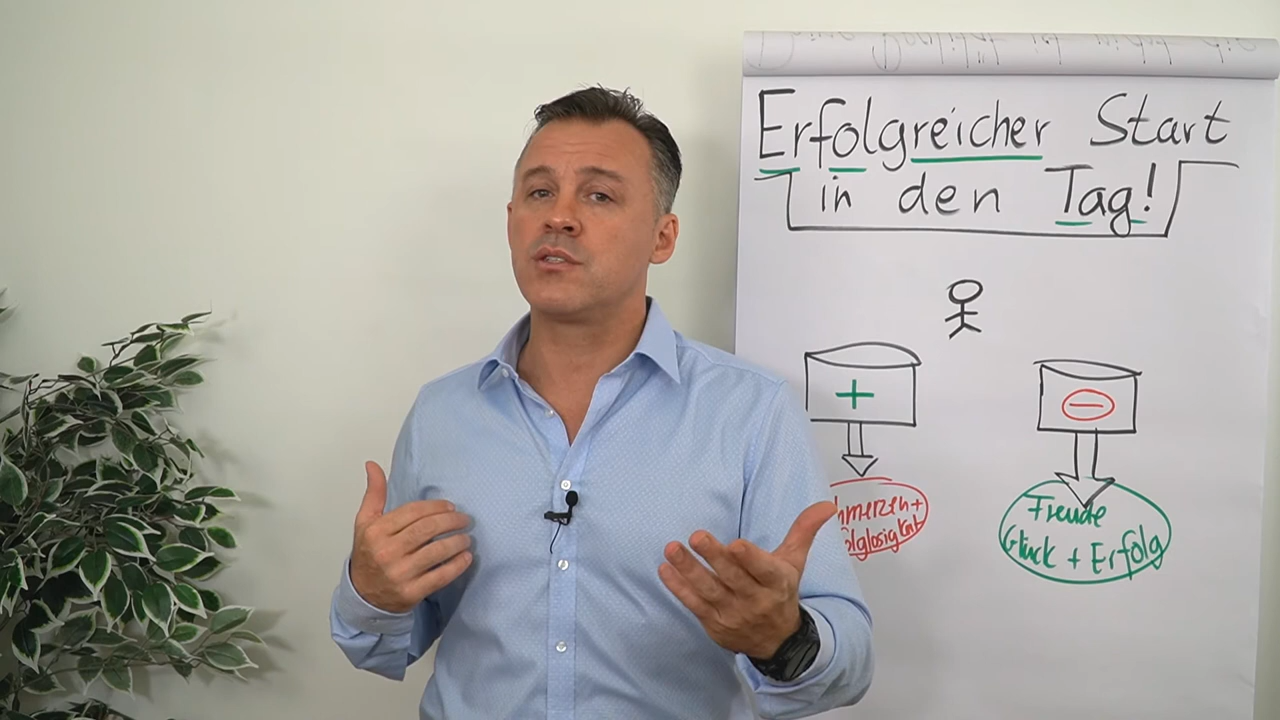 Erfolgreicher Start
in den Tag!
+
−
Freude
Glück + Erfolg